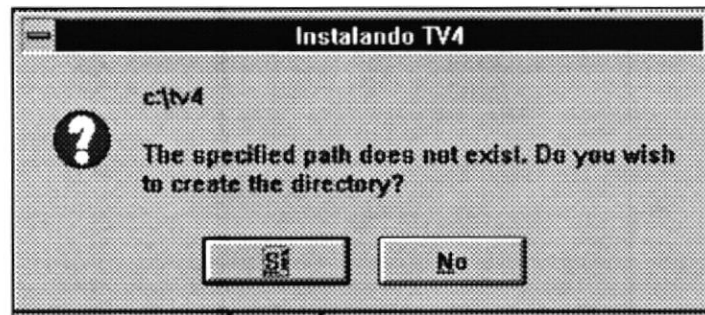 Instalando TV4
c:\tv4
The specified path does not exist. Do you wish
to create the directory?
Sí
No